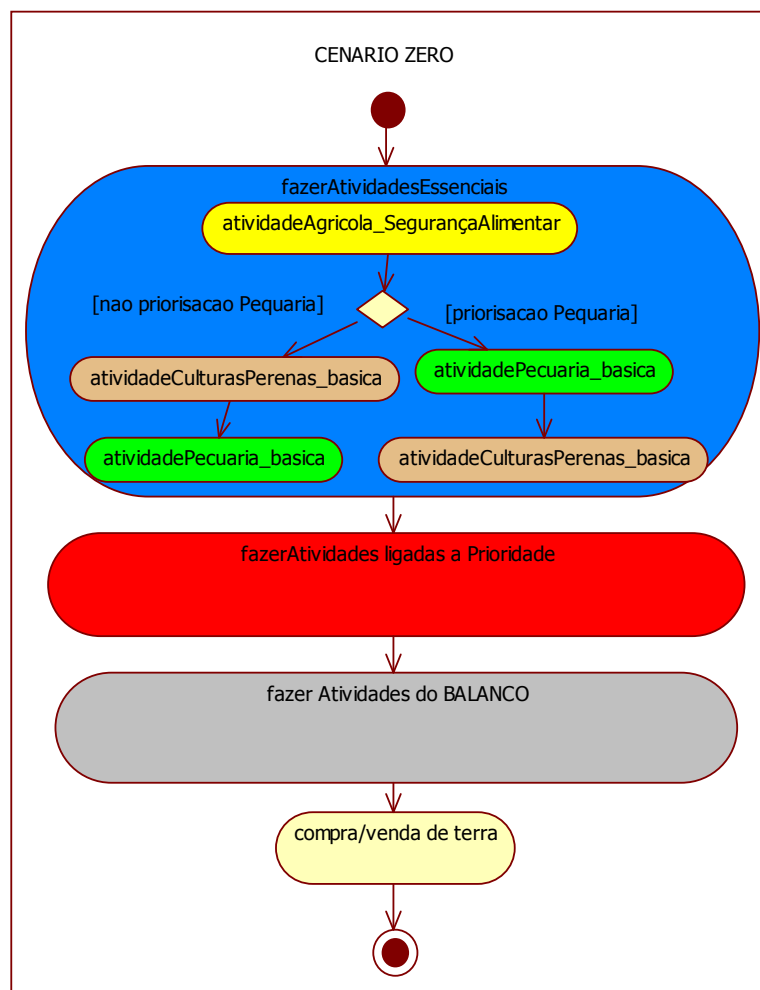 CENARIO ZERO
fazerAtividadesEssenciais
atividadeAgricola_SegurançaAlimentar
[nao priorisacao Pequaria]
[priorisacao Pequaria]
atividadeCulturasPerenas_basica
atividadePecuaria_basica
atividadePecuaria_basica
atividadeCulturasPerenas_basica
fazerAtividades ligadas a Prioridade
fazer Atividades do BALANCO
compra/venda de terra